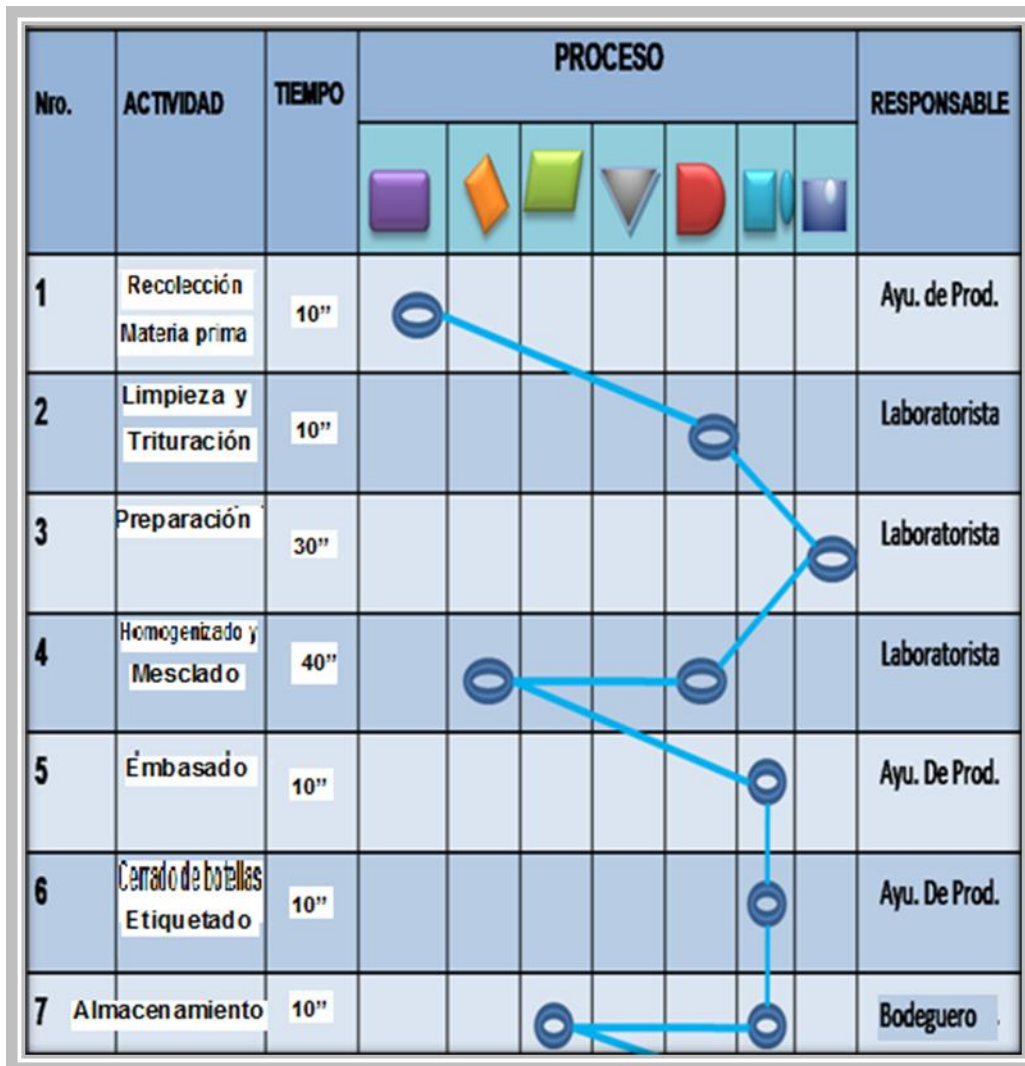 PROCESO
Nro. ACTIVIDAD TIEMPO RESPONSABLE
1 Recolección 10” Ayu. de Prod.
Materia prima
2 Limpieza y 10” Laboratorista
Trituración
3 Preparación 30” Laboratorista
4 Homogenizado y 40” Laboratorista
Mesclado
5 Embasado 10” Ayu. De Prod.
6 Cerrado de botellas 10” Ayu. De Prod.
Etiquetado
7 Almacenamiento 10” Bodeguero